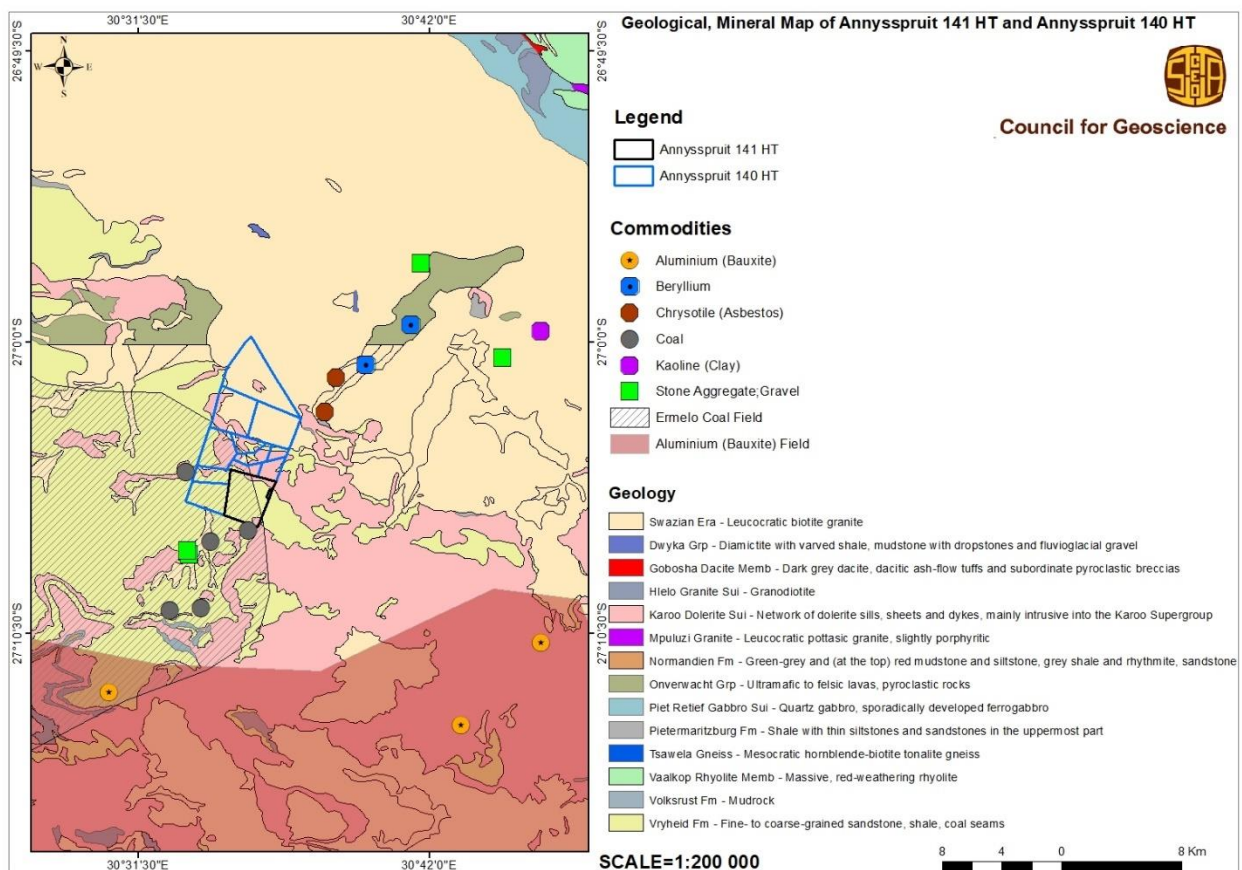 30°31'30"E
30°42'0"E
Geological, Mineral Map of Annysspruit 141 HT and Annysspruit 140 HT
26°49'30"S
26°49'30"S
N
W
E
S
Council for Geoscience
Legend
Annysspruit 141 HT
Annysspruit 140 HT
Commodities
Aluminium (Bauxite)
Beryllium
Chrysotile (Asbestos)
Coal
Kaoline (Clay)
Stone Aggregate;Gravel
Ermelo Coal Field
Aluminium (Bauxite) Field
27°0'0"S
27°0'0"S
Geology
Swazian Era - Leucocratic biotite granite
Dwyka Grp - Diamictite with varved shale, mudstone with dropstones and fluvioglacial gravel
Gobosha Dacite Memb - Dark grey dacite, dacitic ash-flow tuffs and subordinate pyroclastic breccias
Hlelo Granite Sui - Granodiotite
Karoo Dolerite Sui - Network of dolerite sills, sheets and dykes, mainly intrusive into the Karoo Supergroup
Mpuluzi Granite - Leucocratic pottasic granite, slightly porphyritic
Normandien Fm - Green-grey and (at the top) red mudstone and siltstone, grey shale and rhythmite, sandstone
Onverwacht Grp - Ultramafic to felsic lavas, pyroclastic rocks
Piet Retief Gabbro Sui - Quartz gabbro, sporadically developed ferrogabbro
Pietermaritzburg Fm - Shale with thin siltstones and sandstones in the uppermost part
Tsawela Gneiss - Mesocratic hornblende-biotite tonalite gneiss
Vaalkop Rhyolite Memb - Massive, red-weathering rhyolite
Volksrust Fm - Mudrock
Vryheid Fm - Fine- to coarse-grained sandstone, shale, coal seams
27°10'30"S
27°10'30"S
30°31'30"E
30°42'0"E
SCALE=1:200 000
8 4 0 8 Km